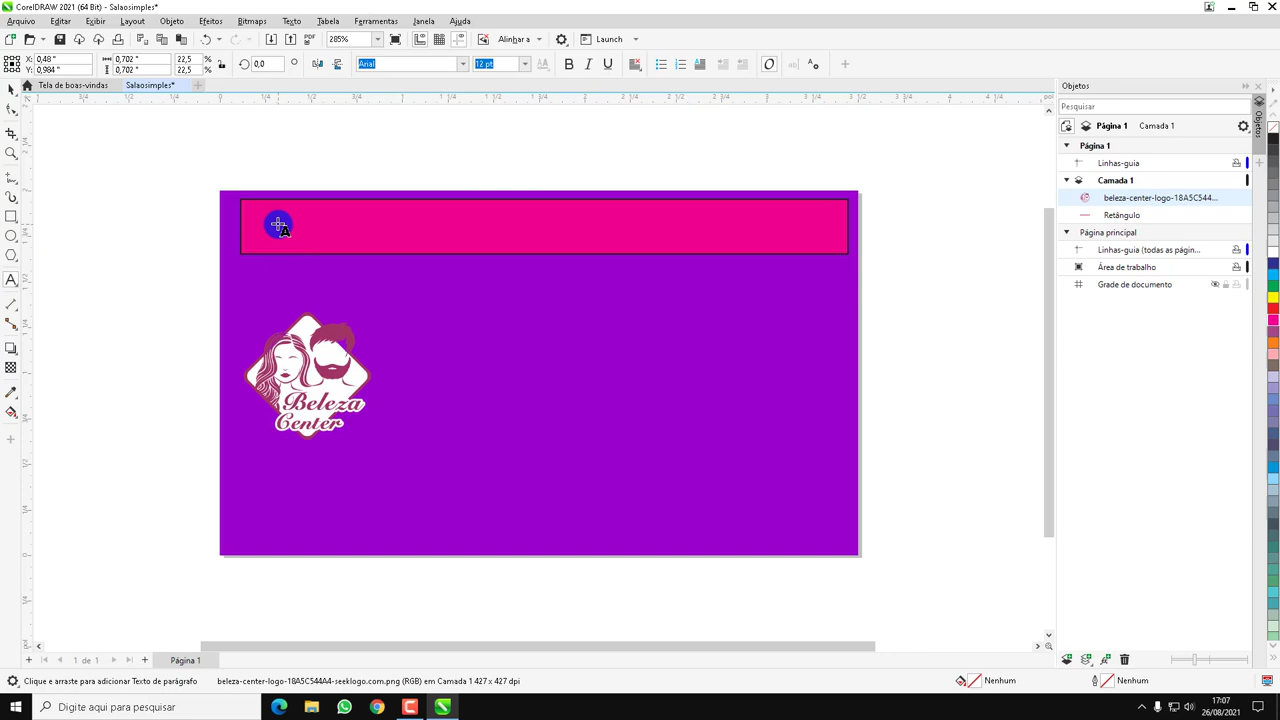 CorelDRAW 2021 (64 Bit) - Salaosimples*
Arquivo Editar Exibir Layout Objeto Efeitos Bitmaps Texto Tabela Ferramentas Janela Ajuda
285% Alinhar a Launch
X: 0,48 " 0,702 " 22,5 % 0,0 Arial 12 pt
Y: 0,984 " 0,702 " 22,5 %
Tela de boas-vindas Salaosimples*
Beleza
Center
Objetos
Pesquisar
Página 1 Camada 1
Página 1
Linhas-guia
Camada 1
beleza-center-logo-18A5C544...
Retângulo
Página principal
Linhas-guia (todas as págin...
Área de trabalho
Grade de documento
Objetos
1 de 1 Página 1
Clique e arraste para adicionar Texto de parágrafo beleza-center-logo-18A5C544A4-seeklogo.com.png (RGB) em Camada 1 427 x 427 dpi Nenhum Nenhum
Digite aqui para pesquisar
17:07
26/08/2021